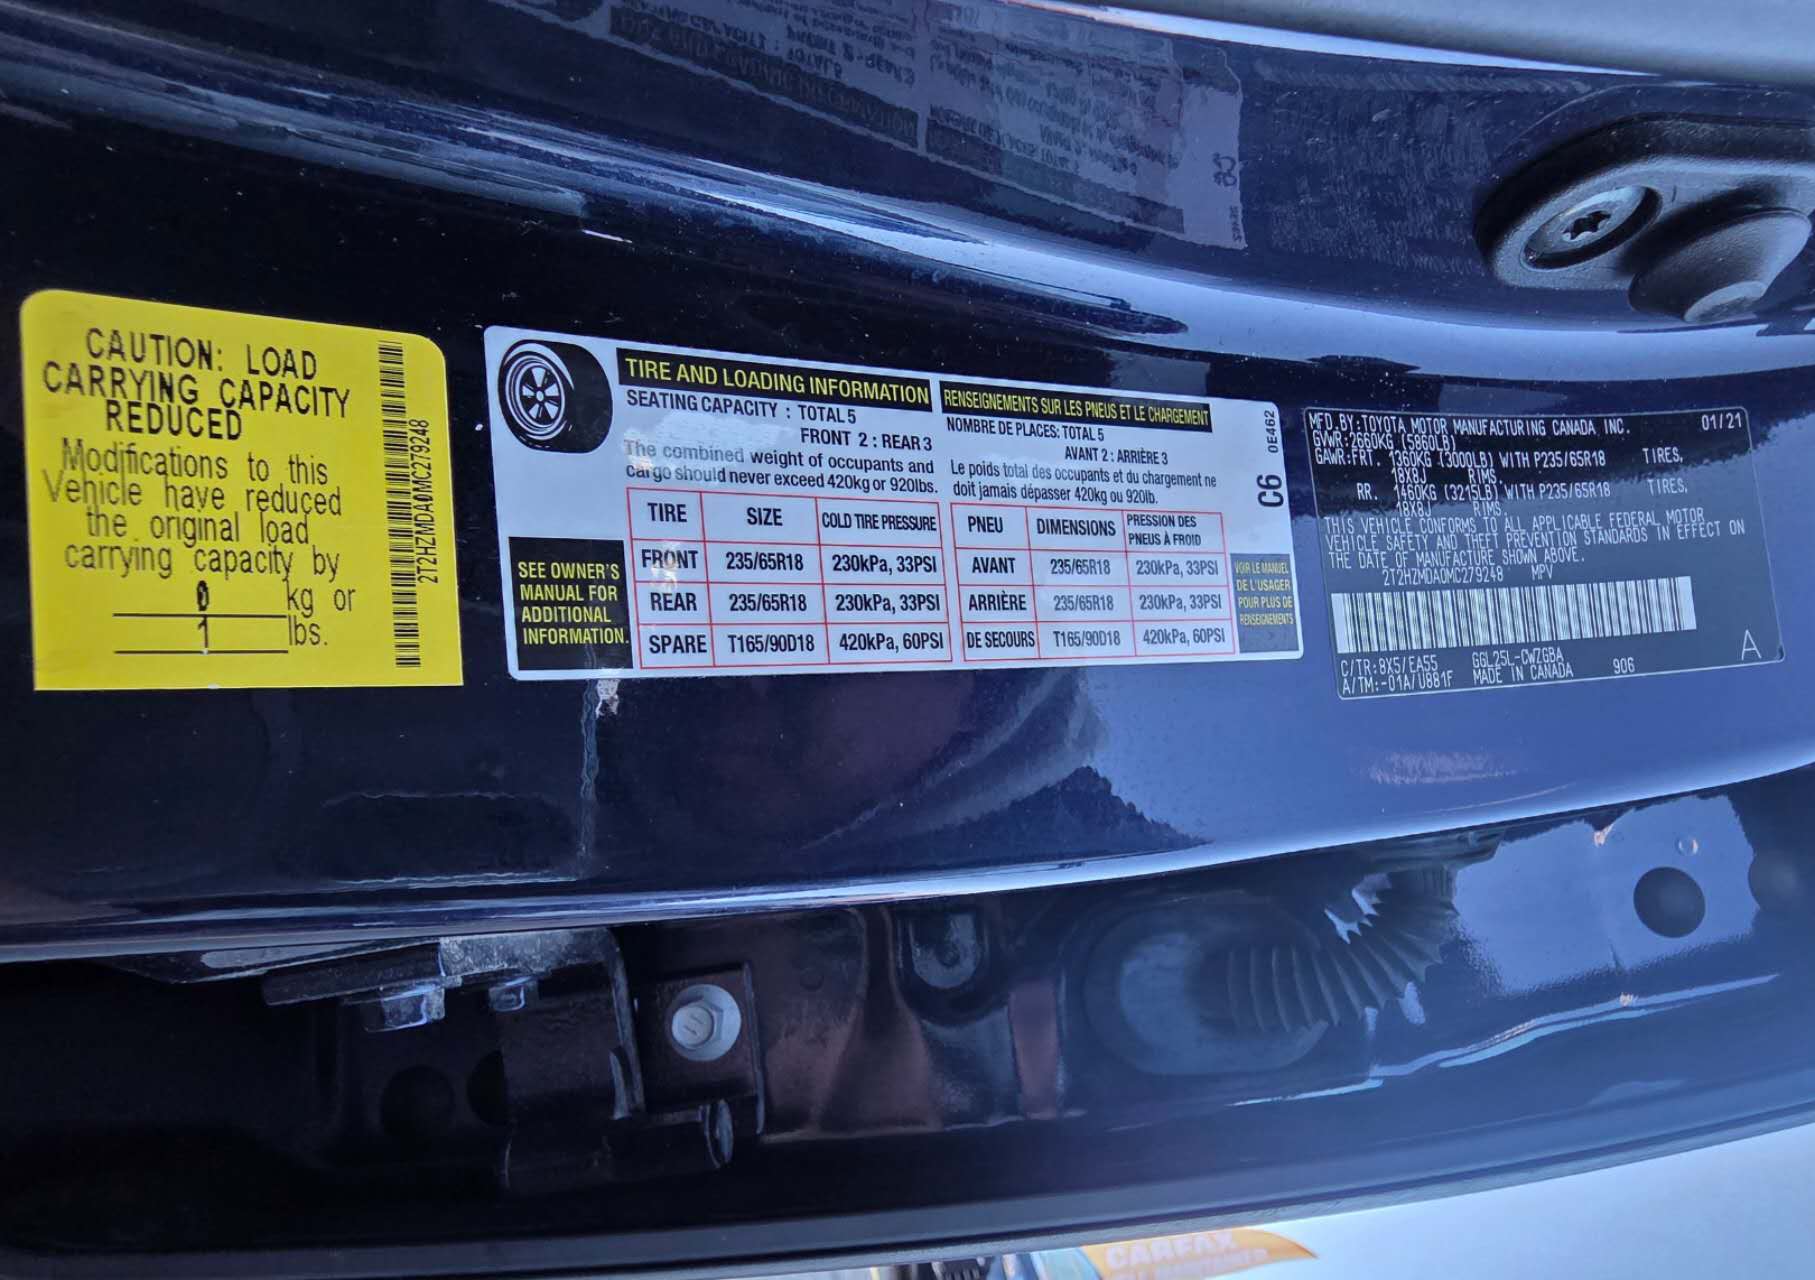 CAUTION: LOAD
CARRYING CAPACITY
REDUCED
Modifications to this
Vehicle have reduced
the original load
carrying capacity by
0 kg or
1 lbs.
2T2HZMDA0MC279248
TIRE AND LOADING INFORMATION
SEATING CAPACITY : TOTAL 5
FRONT 2 : REAR 3
The combined weight of occupants and
cargo should never exceed 420kg or 920lbs.
RENSEIGNEMENTS SUR LES PNEUS ET LE CHARGEMENT
NOMBRE DE PLACES: TOTAL 5
AVANT 2 : ARRIÈRE 3
Le poids total des occupants et du chargement ne
doit jamais dépasser 420kg ou 920lb.
C6
0E462
SEE OWNER'S
MANUAL FOR
ADDITIONAL
INFORMATION.
TIRE SIZE COLD TIRE PRESSURE
FRONT 235/65R18 230kPa, 33PSI
REAR 235/65R18 230kPa, 33PSI
SPARE T165/90D18 420kPa, 60PSI
PNEU DIMENSIONS PRESSION DES
PNEUS À FROID
AVANT 235/65R18 230kPa, 33PSI
ARRIÈRE 235/65R18 230kPa, 33PSI
DE SECOURS T165/90D18 420kPa, 60PSI
VOIR LE MANUEL
DE L'USAGER
POUR PLUS DE
RENSEIGNEMENTS
MFD.BY:TOYOTA MOTOR MANUFACTURING CANADA INC. 01/21
GVWR:2660KG (5860LB)
GAWR:FRT. 1360KG (3000LB) WITH P235/65R18 TIRES,
18X8J RIMS.
RR. 1460KG (3215LB) WITH P235/65R18 TIRES,
18X8J RIMS.
THIS VEHICLE CONFORMS TO ALL APPLICABLE FEDERAL MOTOR
VEHICLE SAFETY AND THEFT PREVENTION STANDARDS IN EFFECT ON
THE DATE OF MANUFACTURE SHOWN ABOVE.
2T2HZMDA0MC279248 MPV
C/TR:8X5/EA55 GGL25L-CWZGBA
A/TM:-01A/U881F MADE IN CANADA 906
A
CARFAX